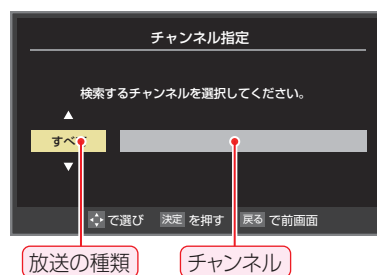 チャンネル指定
検索するチャンネルを選択してください。
▲
すべて
▼
で選び 決定 を押す 戻る で前画面
放送の種類 チャンネル